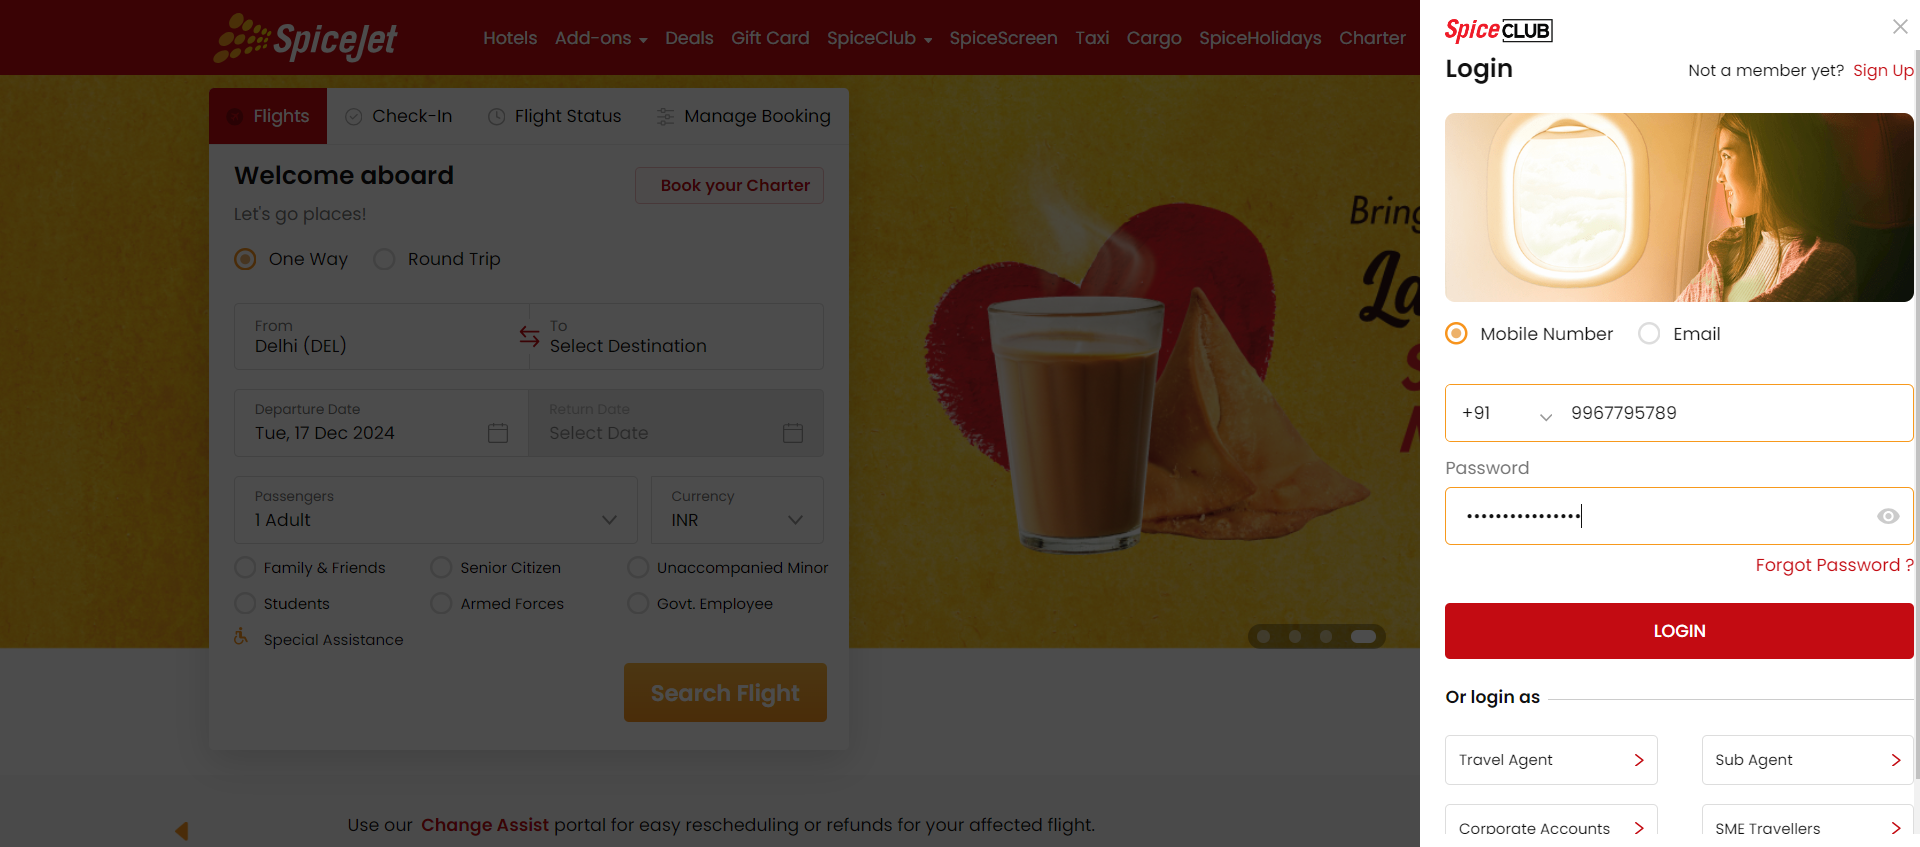 SpiceJet
Hotels Add-ons Deals Gift Card SpiceClub SpiceScreen Taxi Cargo SpiceHolidays Charter
Flights Check-In Flight Status Manage Booking
Welcome aboard
Book your Charter
Let's go places!
One Way Round Trip
From
Delhi (DEL)
To
Select Destination
Departure Date
Tue, 17 Dec 2024
Return Date
Select Date
Passengers
1 Adult
Currency
INR
Family & Friends Senior Citizen Unaccompanied Minor
Students Armed Forces Govt. Employee
Special Assistance
Search Flight
Use our Change Assist portal for easy rescheduling or refunds for your affected flight.
SpiceCLUB
Login
Not a member yet? Sign Up
Mobile Number Email
+91 9967795789
Password
••••••••••••••••
Forgot Password ?
LOGIN
Or login as
Travel Agent Sub Agent
Corporate Accounts SME Travellers